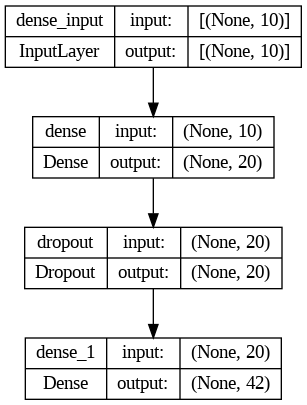 dense_input input: [(None, 10)]
InputLayer output: [(None, 10)]
dense input: (None, 10)
Dense output: (None, 20)
dropout input: (None, 20)
Dropout output: (None, 20)
dense_1 input: (None, 20)
Dense output: (None, 42)